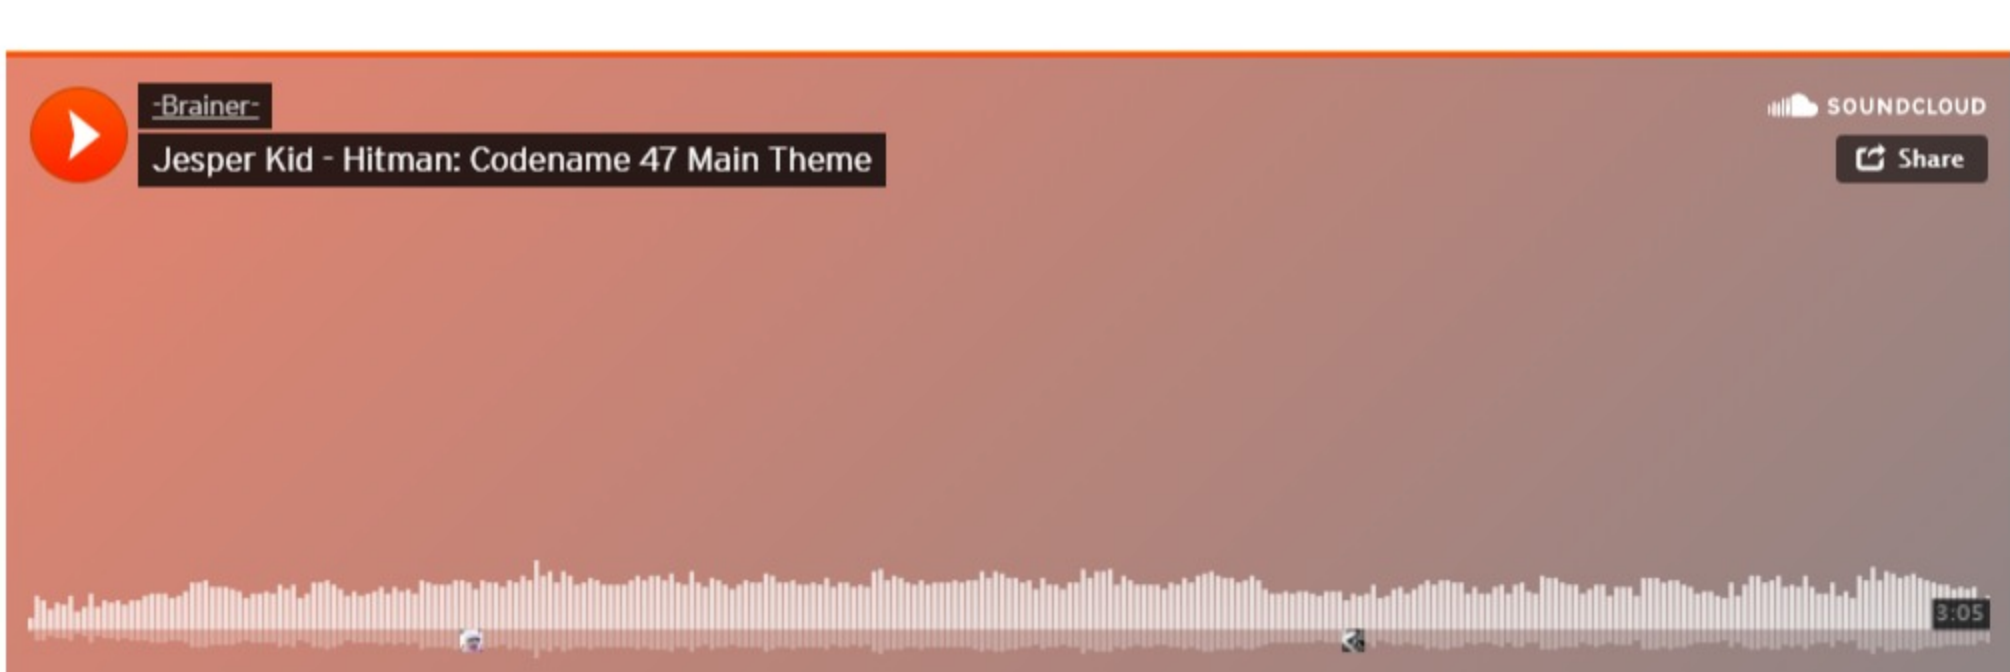 -Brainer-
Jesper Kid - Hitman: Codename 47 Main Theme
SOUNDCLOUD
Share
3:05